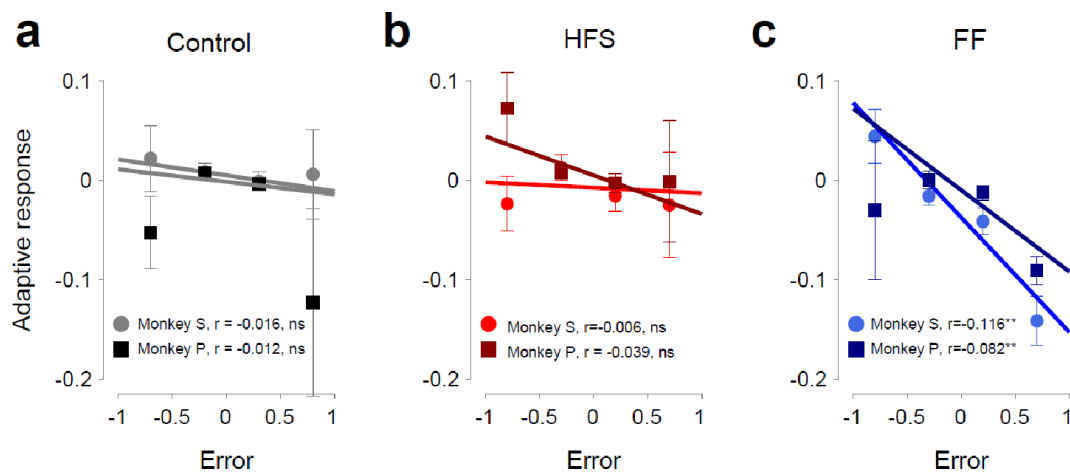 a
Control
Adaptive response
0.1
0
-0.1
-0.2
Monkey S, r = -0.016, ns
Monkey P, r = -0.012, ns
-1 -0.5 0 0.5 1
Error
b
HFS
0.1
0
-0.1
-0.2
Monkey S, r=-0.006, ns
Monkey P, r = -0.039, ns
-1 -0.5 0 0.5 1
Error
c
FF
0.1
0
-0.1
-0.2
Monkey S, r=-0.116**
Monkey P, r=-0.082**
-1 -0.5 0 0.5 1
Error